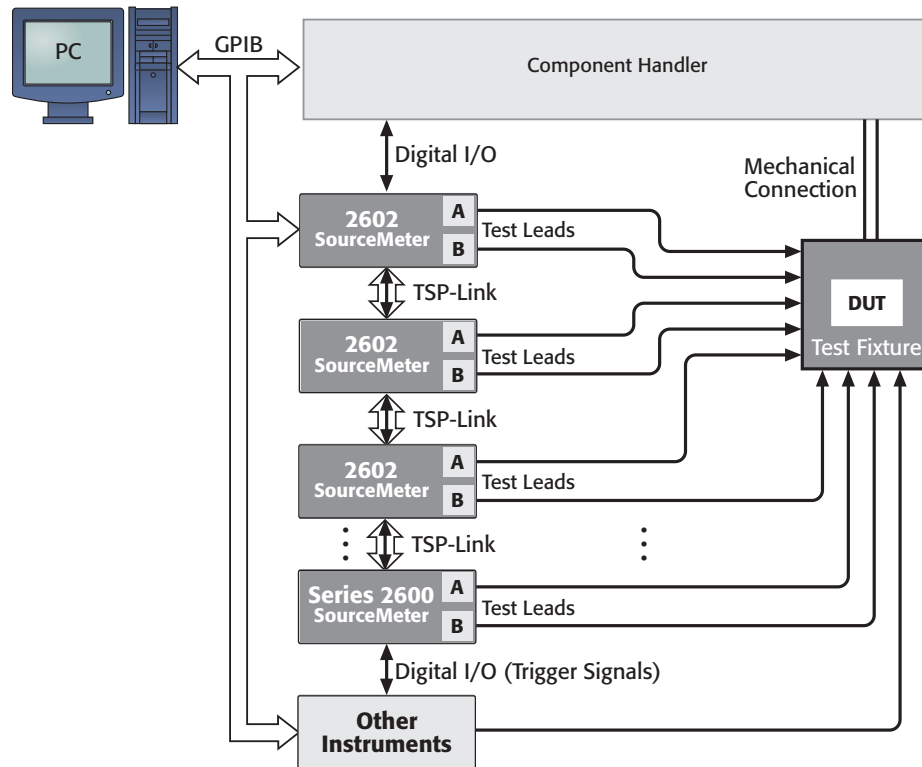 PC
GPIB
Component Handler
Digital I/O
Mechanical
Connection
2602
SourceMeter
A
B
Test Leads
TSP-Link
DUT
Test Fixture
2602
SourceMeter
A
B
Test Leads
TSP-Link
2602
SourceMeter
A
B
Test Leads
TSP-Link
Series 2600
SourceMeter
A
B
Test Leads
Digital I/O (Trigger Signals)
Other
Instruments